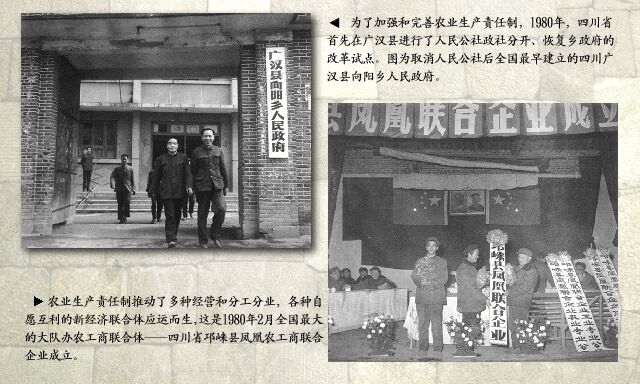 ◀ 为了加强和完善农业生产责任制，1980年，四川省
首先在广汉县进行了人民公社政社分开、恢复乡政府的
改革试点。图为取消人民公社后全国最早建立的四川广
汉县向阳乡人民政府。
广汉县向阳乡人民政府
县凤凰联合企业成立
邛崃县凤凰联合企业
▶ 农业生产责任制推动了多种经营和分工分业，各种自
愿互利的新经济联合体应运而生，这是1980年2月全国最大
的大队办农工商联合体——四川省邛崃县凤凰农工商联合
企业成立。